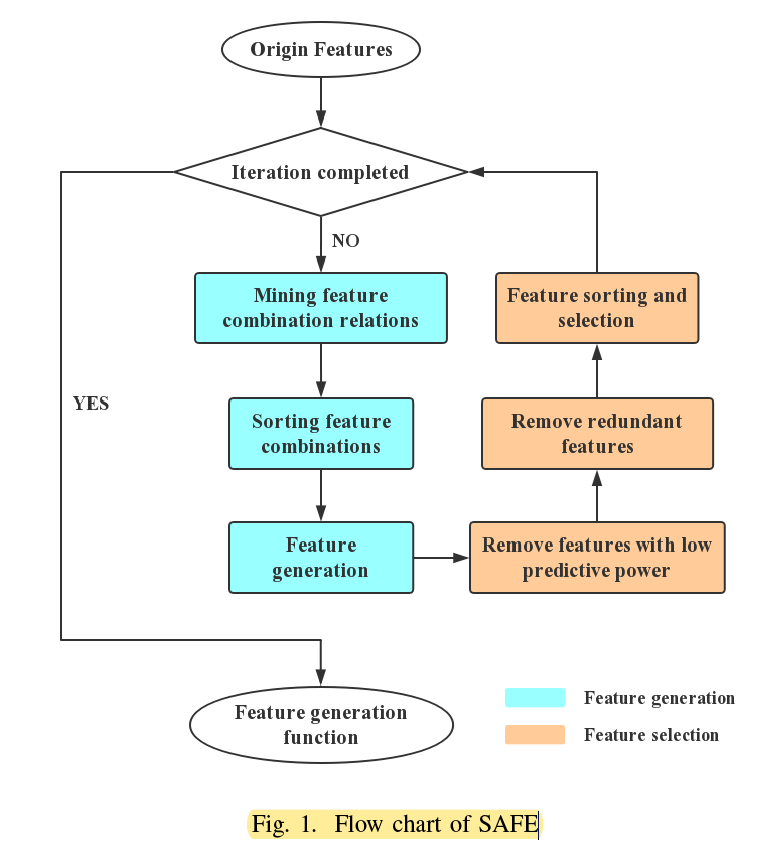 Origin Features
Iteration completed
NO
Mining feature
combination relations
Sorting feature
combinations
Feature
generation
Remove features with low
predictive power
Remove redundant
features
Feature sorting and
selection
YES
Feature generation
function
Feature generation
Feature selection
Fig. 1. Flow chart of SAFE